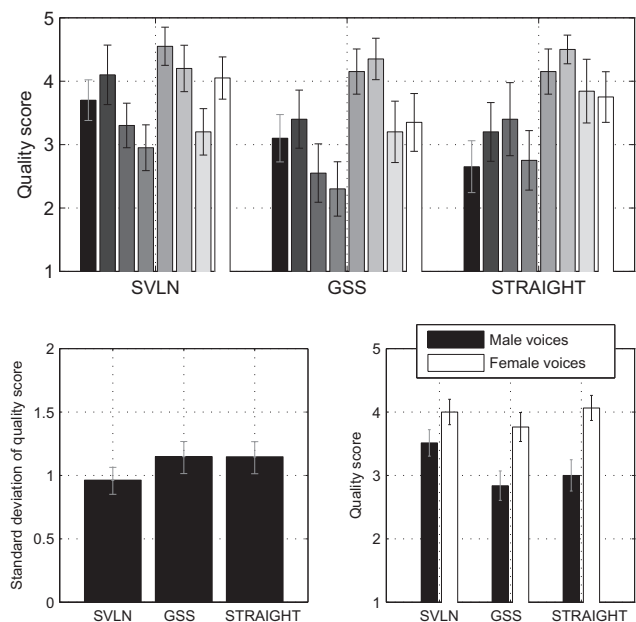 5
4
3
2
1
Quality score
SVLN GSS STRAIGHT
2
1.5
1
0.5
0
Standard deviation of quality score
SVLN GSS STRAIGHT
Male voices
Female voices
5
4
3
2
1
Quality score
SVLN GSS STRAIGHT